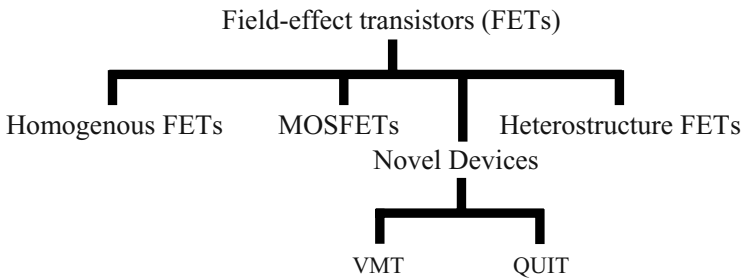 Field-effect transistors (FETs)
Homogenous FETs
MOSFETs
Heterostructure FETs
Novel Devices
VMT
QUIT